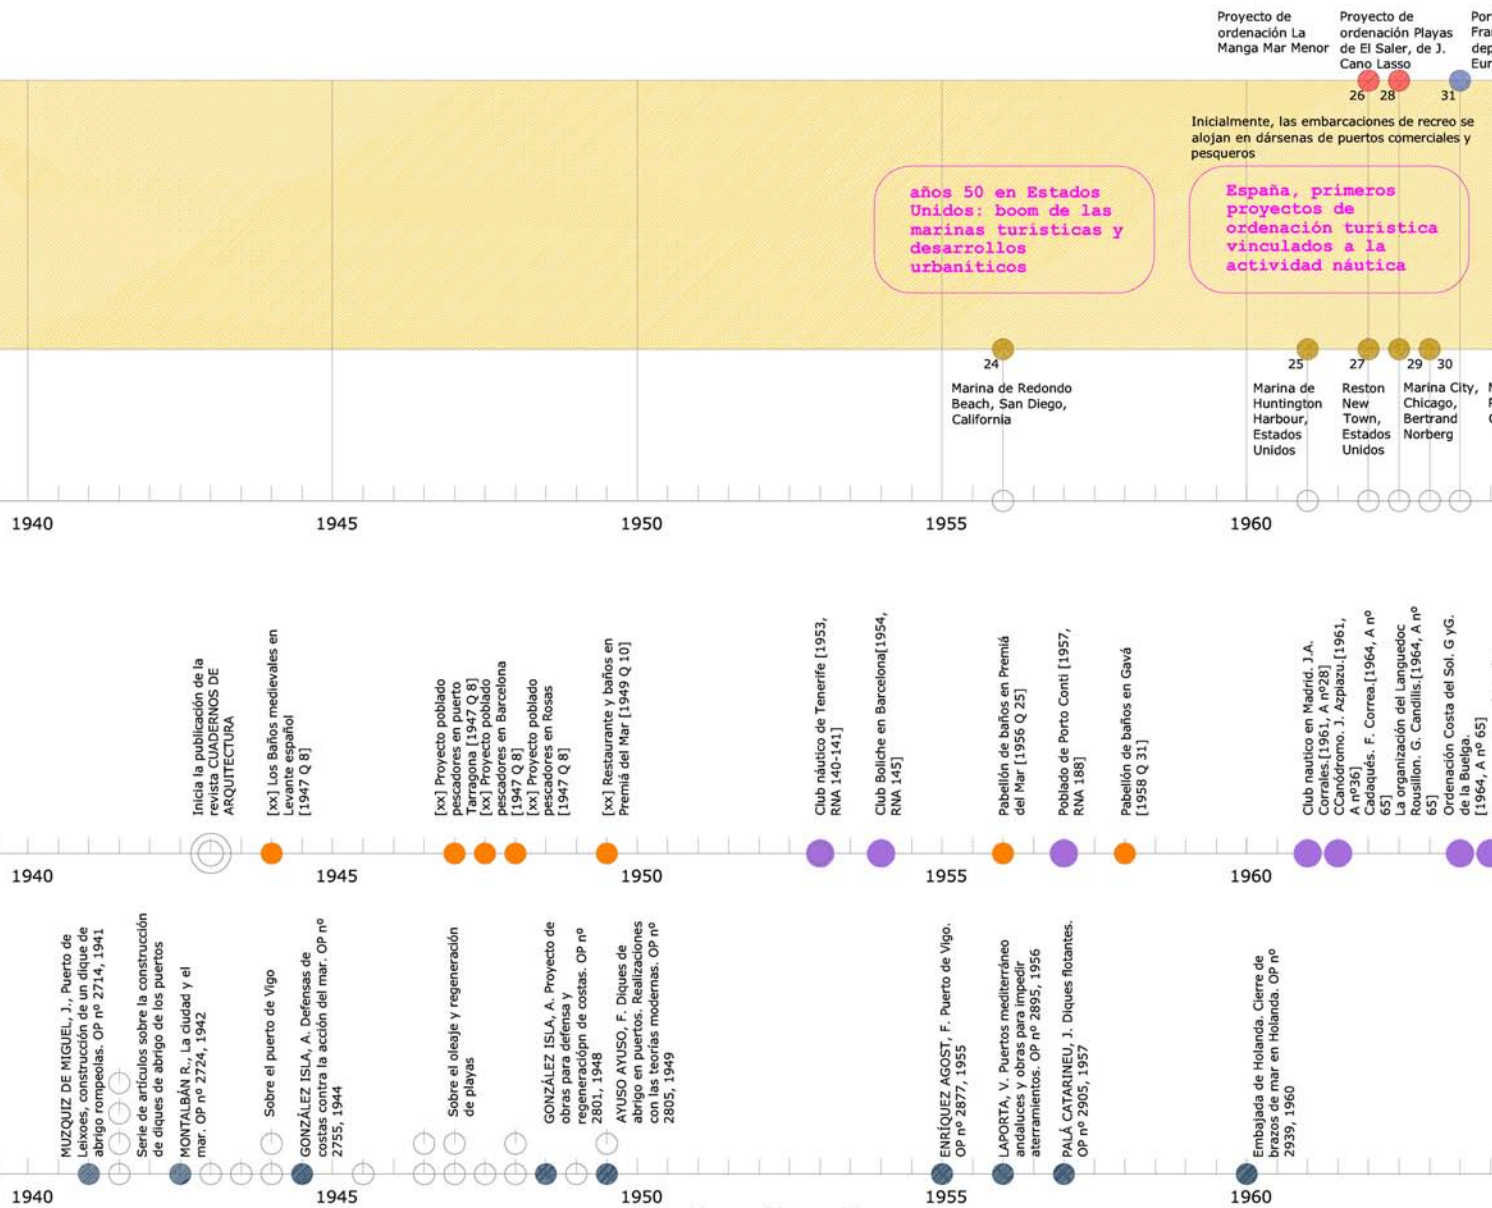 Proyecto de
ordenación La
Manga Mar Menor
Proyecto de
ordenación Playas
de El Saler, de J.
Cano Lasso
26
28
31
Inicialmente, las embarcaciones de recreo se
alojan en dársenas de puertos comerciales y
pesqueros
años 50 en Estados
Unidos: boom de las
marinas turísticas y
desarrollos
urbaníticos
España, primeros
proyectos de
ordenación turística
vinculados a la
actividad náutica
24
25
27
29
30
Marina de Redondo
Beach, San Diego,
California
Marina de
Huntington
Harbour,
Estados
Unidos
Reston
New
Town,
Estados
Unidos
Marina City,
Chicago,
Bertrand
Norberg
1940
1945
1950
1955
1960
Inicia la publicación de la
revista CUADERNOS DE
ARQUITECTURA
[xx] Los Baños medievales en
Levante español
[1947 Q 8]
[xx] Proyecto poblado
pescadores en puerto
Tarragona [1947 Q 8]
[xx] Proyecto poblado
pescadores en Barcelona
[1947 Q 8]
[xx] Proyecto poblado
pescadores en Rosas
[1947 Q 8]
[xx] Restaurante y baños en
Premiá del Mar [1949 Q 10]
Club náutico de Tenerife [1953,
RNA 140-141]
Club Boliche en Barcelona[1954,
RNA 145]
Pabellón de baños en Premiá
del Mar [1956 Q 25]
Poblado de Porto Conti [1957,
RNA 188]
Pabellón de baños en Gavá
[1958 Q 31]
Club nautico en Madrid. J.A.
Corrales.[1961, A nº28]
CCanódromo. J. Azpiazu.[1961,
A nº36]
Cadaqués. F. Correa.[1964, A nº
65]
La organización del Languedoc
Rousillon. G. Candilis.[1964, A nº
65]
Ordenación Costa del Sol. G yG.
de la Buelga.
[1964, A nº 65]
1940
1945
1950
1955
1960
MUZQUIZ DE MIGUEL, J., Puerto de
Leixoes, construcción de un dique de
abrigo rompeolas. OP nº 2714, 1941
Serie de artículos sobre la construcción
de diques de abrigo de los puertos
MONTALBÁN R., La ciudad y el
mar. OP nº 2724, 1942
Sobre el puerto de Vigo
GONZÁLEZ ISLA, A. Defensas de
costas contra la acción del mar. OP nº
2755, 1944
Sobre el oleaje y regeneración
de playas
GONZÁLEZ ISLA, A. Proyecto de
obras para defensa y
regeneraciópn de costas. OP nº
2801, 1948
AYUSO AYUSO, F. Diques de
abrigo en puertos. Realizaciones
con las teorías modernas. OP nº
2805, 1949
ENRÍQUEZ AGOST, F. Puerto de Vigo.
OP nº 2877, 1955
LAPORTA, V. Puertos mediterráneo
andaluces y obras para impedir
aterramientos. OP nº 2895, 1956
PALÁ CATARINEU, J. Diques flotantes.
OP nº 2905, 1957
Embajada de Holanda. Cierre de
brazos de mar en Holanda. OP nº
2939, 1960
1940
1945
1950
1955
1960